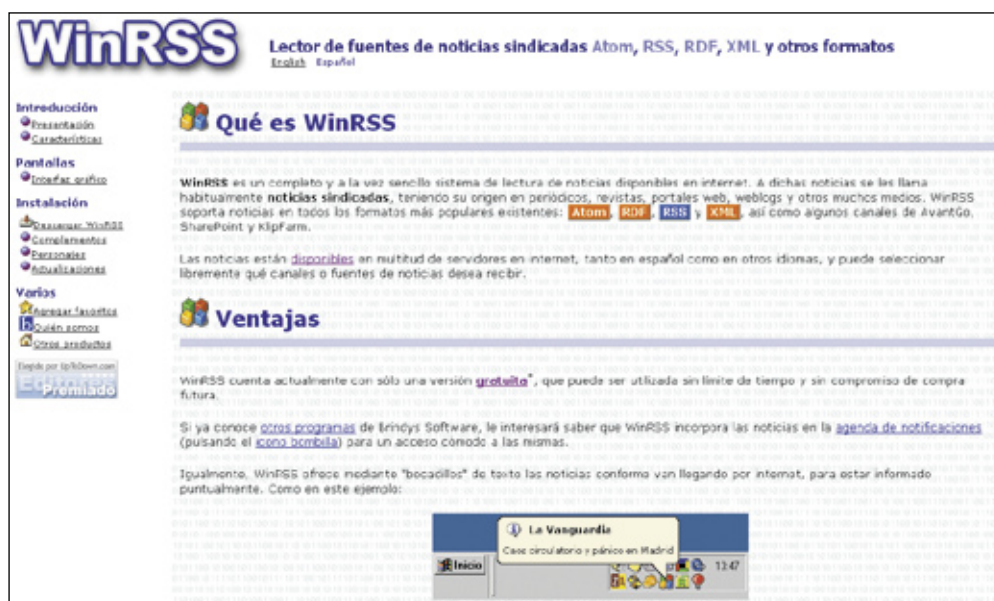 WinRSS
Lector de fuentes de noticias sindicadas Atom, RSS, RDF, XML y otros formatos
English Español
Introducción
Presentación
Características
Pantallas
Interfaz gráfico
Instalación
Descargar WinRSS
Complementos
Personales
Actualizaciones
Varios
Agregar favoritos
Quién somos
Otros productos
Elegido por UpToDown.com
Premiado
Qué es WinRSS
WinRSS es un completo y a la vez sencillo sistema de lectura de noticias disponibles en internet. A dichas noticias se les llama
habitualmente noticias sindicadas, teniendo su origen en periódicos, revistas, portales web, weblogs y otros muchos medios. WinRSS
soporta noticias en todos los formatos más populares existentes: Atom, RDF, RSS y XML, así como algunos canales de AvantGo,
SharePoint y KlipFarm.
Las noticias están disponibles en multitud de servidores en internet, tanto en español como en otros idiomas, y puede seleccionar
libremente qué canales o fuentes de noticias desea recibir.
Ventajas
WinRSS cuenta actualmente con sólo una versión gratuita*, que puede ser utilizada sin límite de tiempo y sin compromiso de compra
futura.
Si ya conoce otros programas de Brindys Software, le interesará saber que WinRSS incorpora las noticias en la agenda de notificaciones
(pulsando el icono bombilla) para un acceso cómodo a las mismas.
Igualmente, WinRSS ofrece mediante "bocadillos" de texto las noticias conforme van llegando por internet, para estar informado
puntualmente. Como en este ejemplo:
La Vanguardia
Caos circulatorio y pánico en Madrid
Inicio
13:47